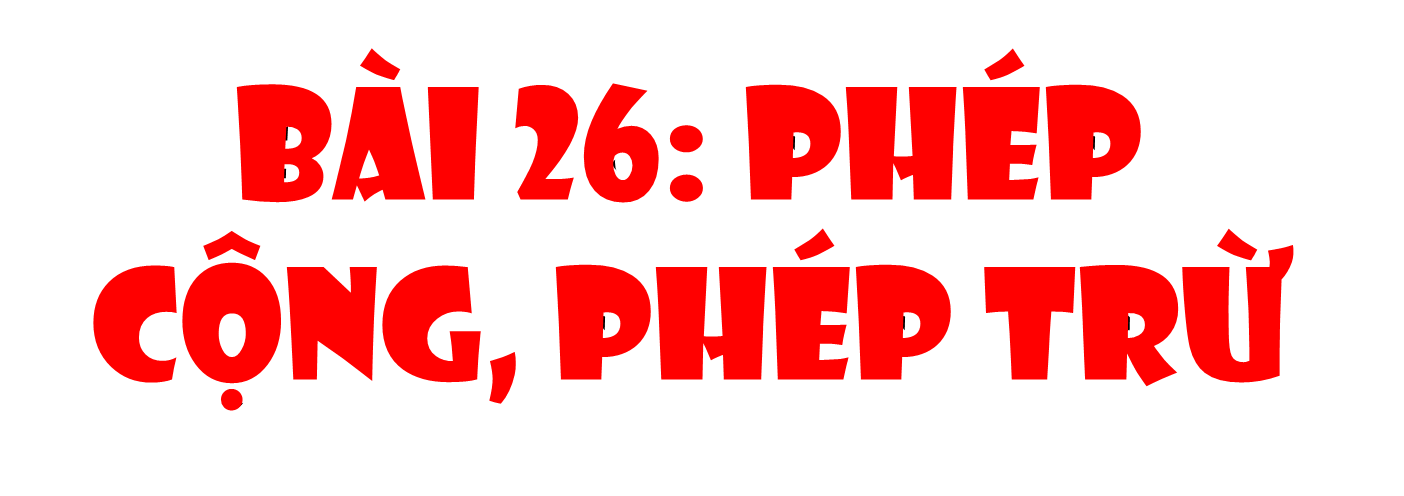 BÀI 26: PHÉP
CỘNG, PHÉP TRỪ